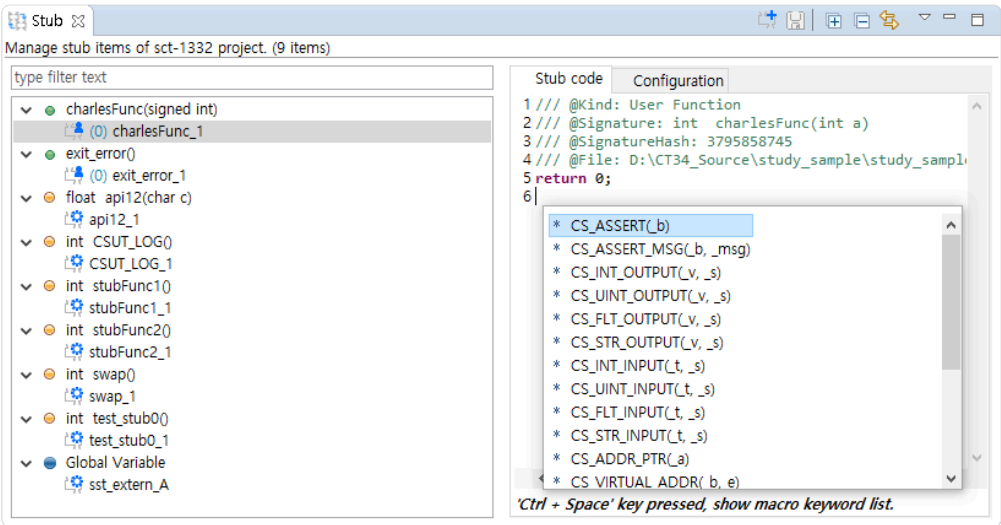 Stub
Manage stub items of sct-1332 project. (9 items)
type filter text
charlesFunc(signed int)
(0) charlesFunc_1
exit_error()
(0) exit_error_1
float api12(char c)
api12_1
int CSUT_LOG()
CSUT_LOG_1
int stubFunc1()
stubFunc1_1
int stubFunc2()
stubFunc2_1
int swap()
swap_1
int test_stub0()
test_stub0_1
Global Variable
sst_extern_A
Stub code Configuration
1 /// @Kind: User Function
2 /// @Signature: int charlesFunc(int a)
3 /// @SignatureHash: 3795858745
4 /// @File: D:\CT34_Source\study_sample\study_sampl
5 return 0;
6
* CS_ASSERT(_b)
* CS_ASSERT_MSG(_b, _msg)
* CS_INT_OUTPUT(_v, _s)
* CS_UINT_OUTPUT(_v, _s)
* CS_FLT_OUTPUT(_v, _s)
* CS_STR_OUTPUT(_v, _s)
* CS_INT_INPUT(_t, _s)
* CS_UINT_INPUT(_t, _s)
* CS_FLT_INPUT(_t, _s)
* CS_STR_INPUT(_t, _s)
* CS_ADDR_PTR(_a)
* CS_VIRTUAL_ADDR(_b, e)
'Ctrl + Space' key pressed, show macro keyword list.